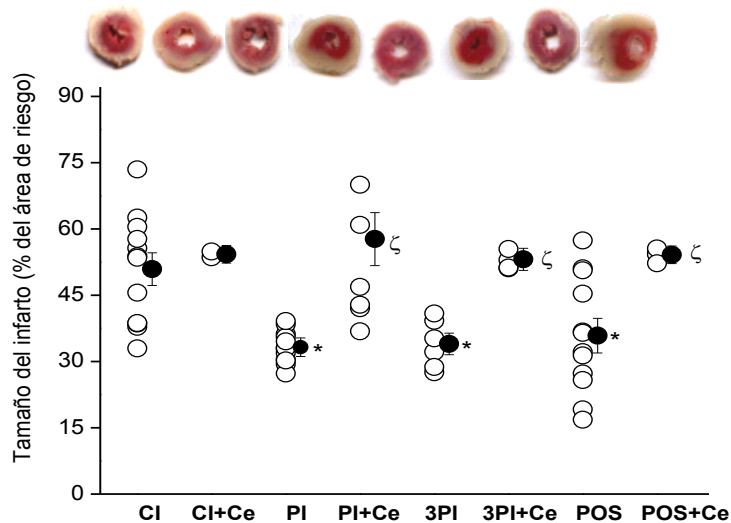 Tamaño del infarto (% del área de riesgo)
90
75
60
45
30
15
0
*
ζ
*
ζ
*
ζ
CI CI+Ce PI PI+Ce 3PI 3PI+Ce POS POS+Ce